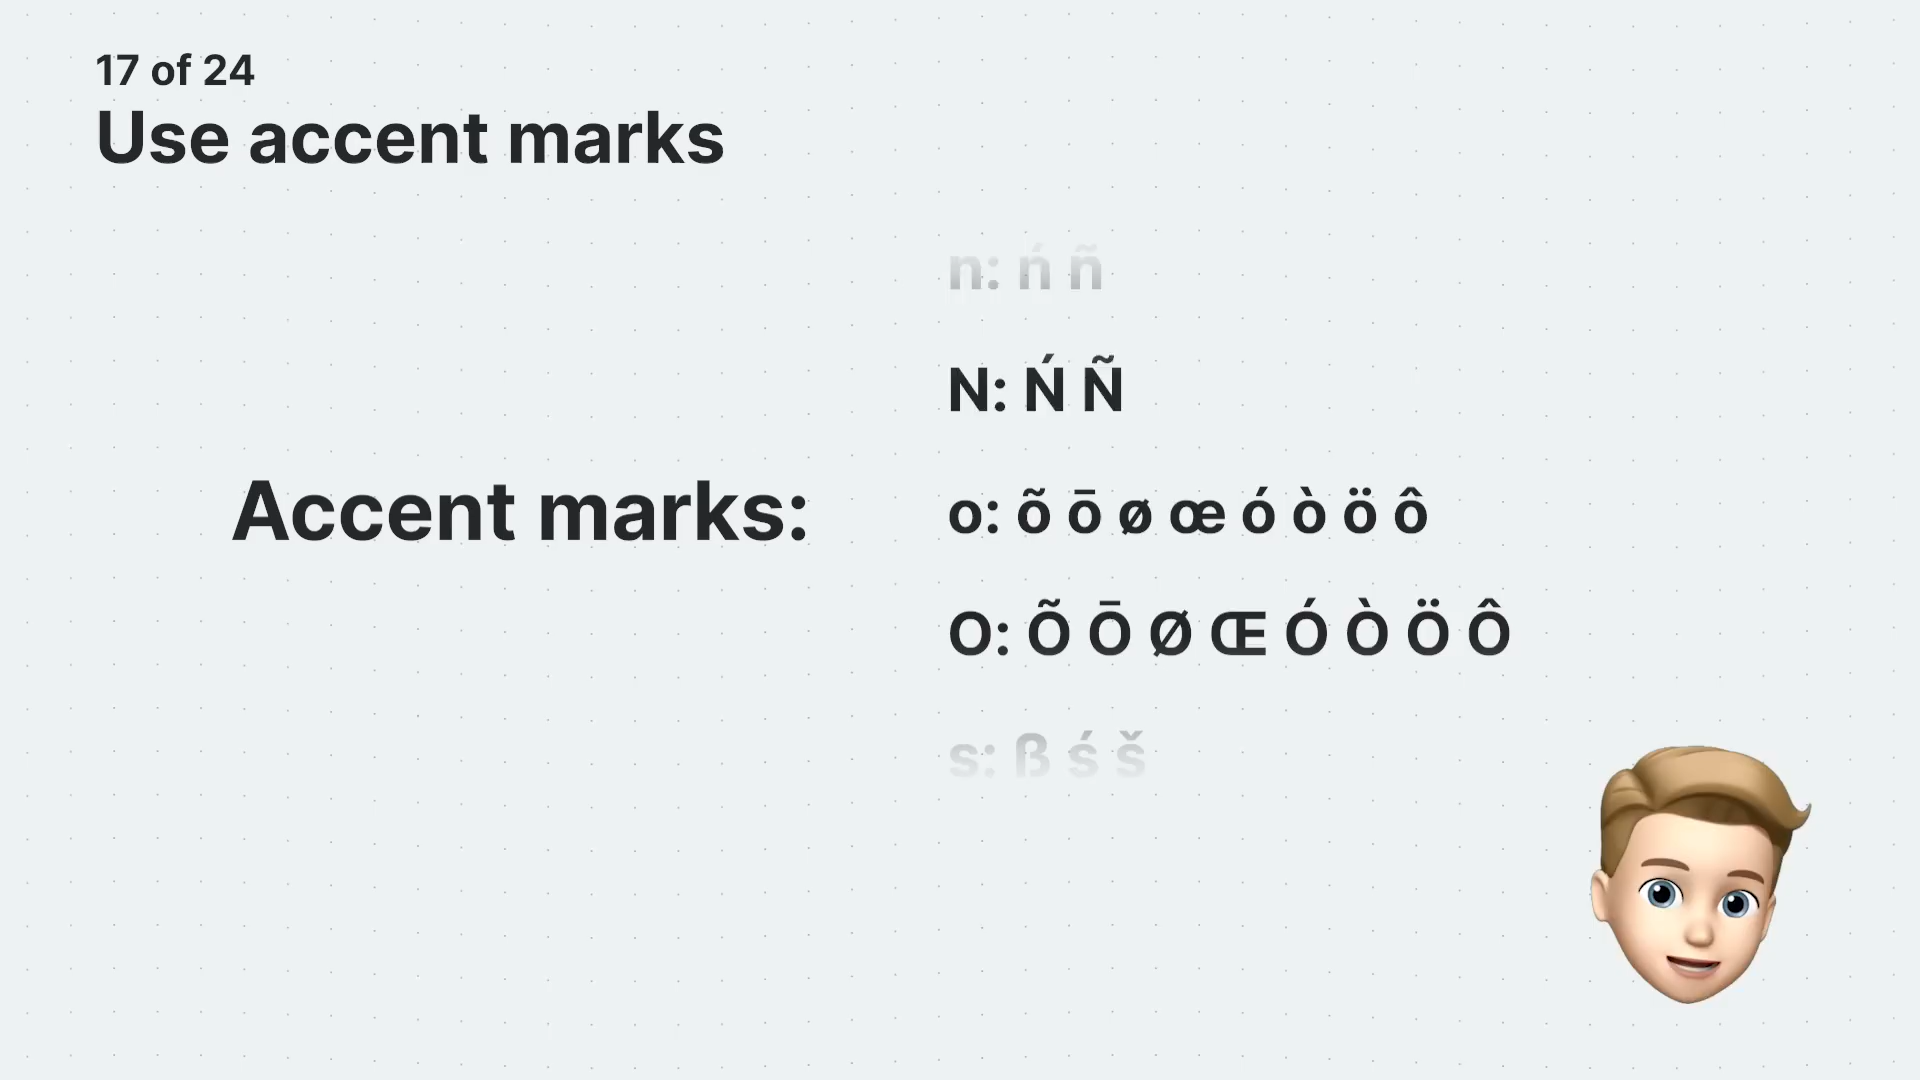 17 of 24
Use accent marks
n: ń ñ
N: Ń Ñ
Accent marks:
o: õ ō ø œ ó ò ö ô
O: Õ Ō Ø Œ Ó Ò Ö Ô
s: ß ś š